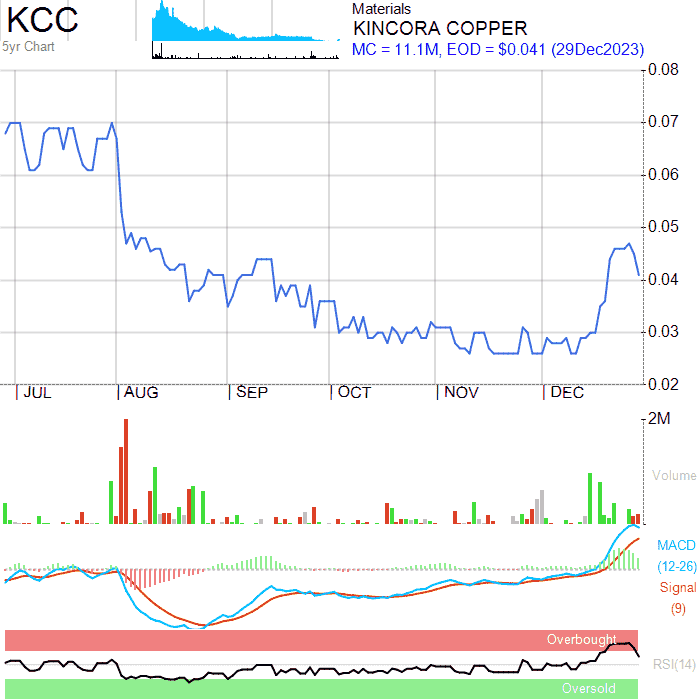 KCC
5yr Chart
Materials
KINCORA COPPER
MC = 11.1M, EOD = $0.041 (29Dec2023)
0.08
0.07
0.06
0.05
0.04
0.03
0.02
JUL AUG SEP OCT NOV DEC
2M
Volume
MACD
(12-26)
Signal
(9)
Overbought
RSI(14)
Oversold